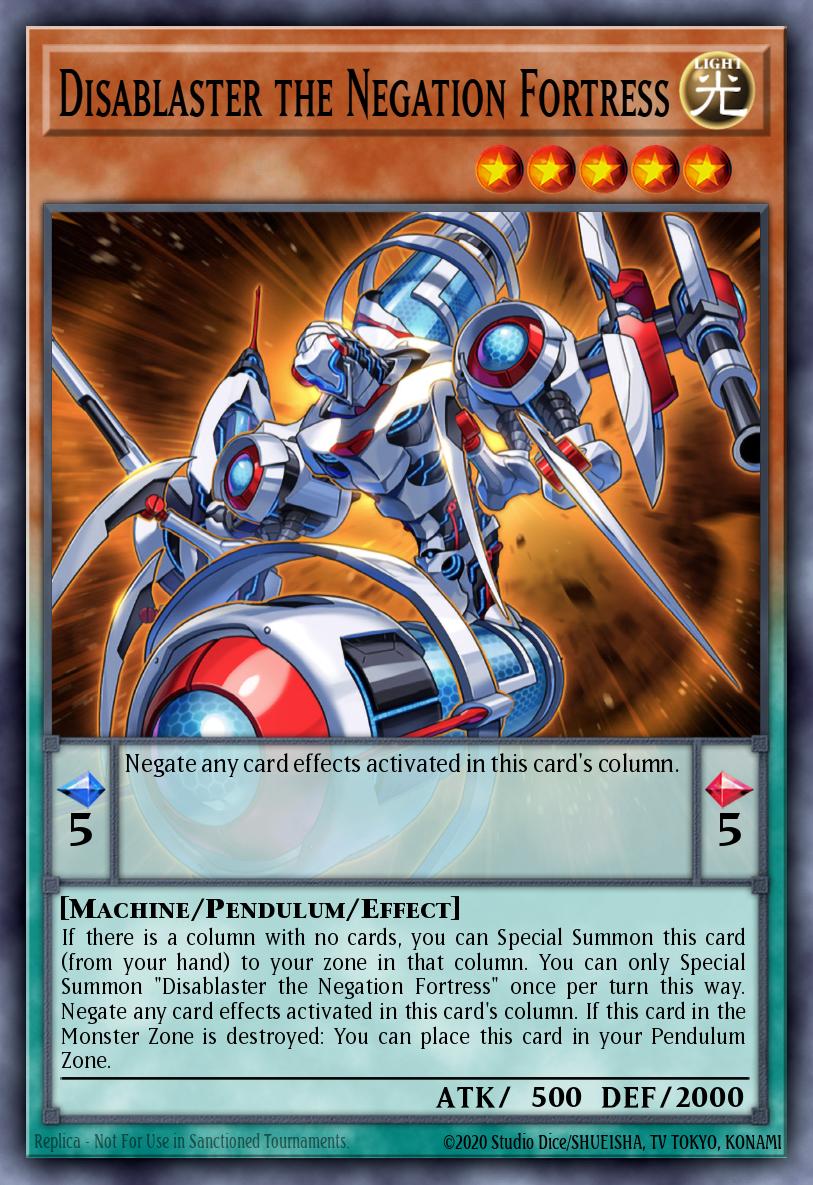 Disablaster the Negation Fortress
LIGHT
光
Negate any card effects activated in this card's column.
5
5
[Machine/Pendulum/Effect]
If there is a column with no cards, you can Special Summon this card
(from your hand) to your zone in that column. You can only Special
Summon "Disablaster the Negation Fortress" once per turn this way.
Negate any card effects activated in this card's column. If this card in the
Monster Zone is destroyed: You can place this card in your Pendulum
Zone.
ATK/ 500 DEF/2000
Replica - Not For Use in Sanctioned Tournaments.
©2020 Studio Dice/SHUEISHA, TV TOKYO, KONAMI